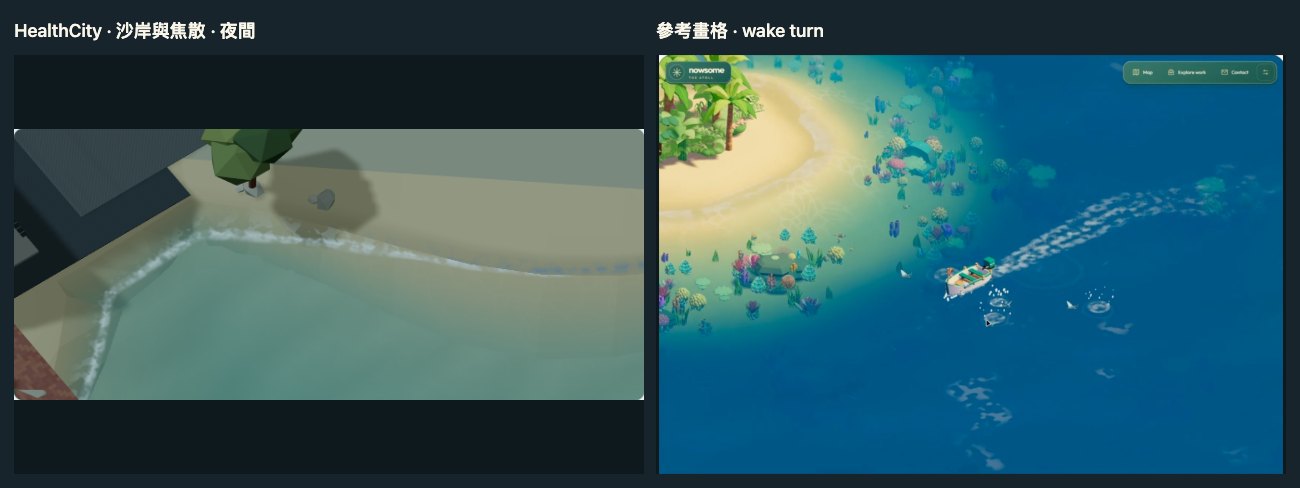 HealthCity · 沙岸與焦散 · 夜間
參考畫格 · wake turn
nowsome
THE ATOLL
Map
Explore work
Contact